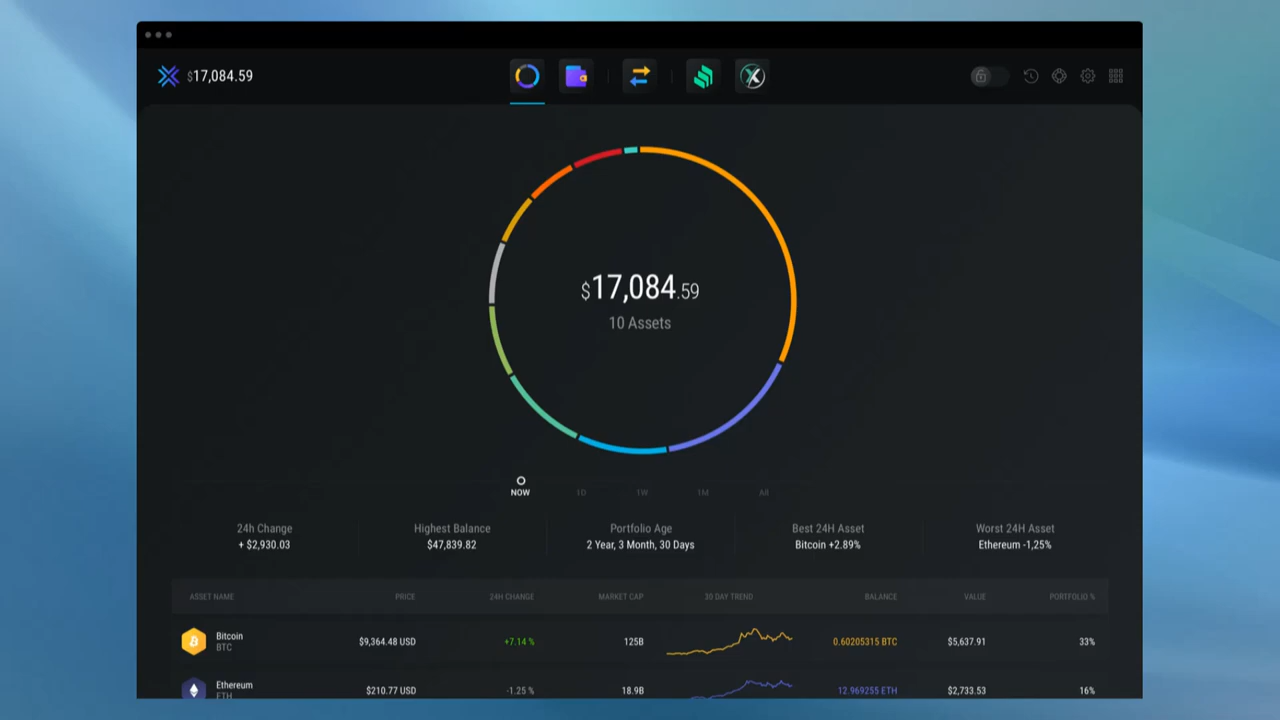 $17,084.59
$17,084.59
10 Assets
NOW 1D 1W 1M All
24h Change Highest Balance Portfolio Age Best 24H Asset Worst 24H Asset
+ $2,930.03 $47,839.82 2 Year, 3 Month, 30 Days Bitcoin +2.89% Ethereum -1,25%
ASSET NAME PRICE 24H CHANGE MARKET CAP 30 DAY TREND BALANCE VALUE PORTFOLIO %
Bitcoin $9,364.48 USD +7.14 % 125B 0.60205315 BTC $5,637.91 33%
BTC
Ethereum $210.77 USD -1.25 % 18.9B 12.969255 ETH $2,733.53 16%
ETH